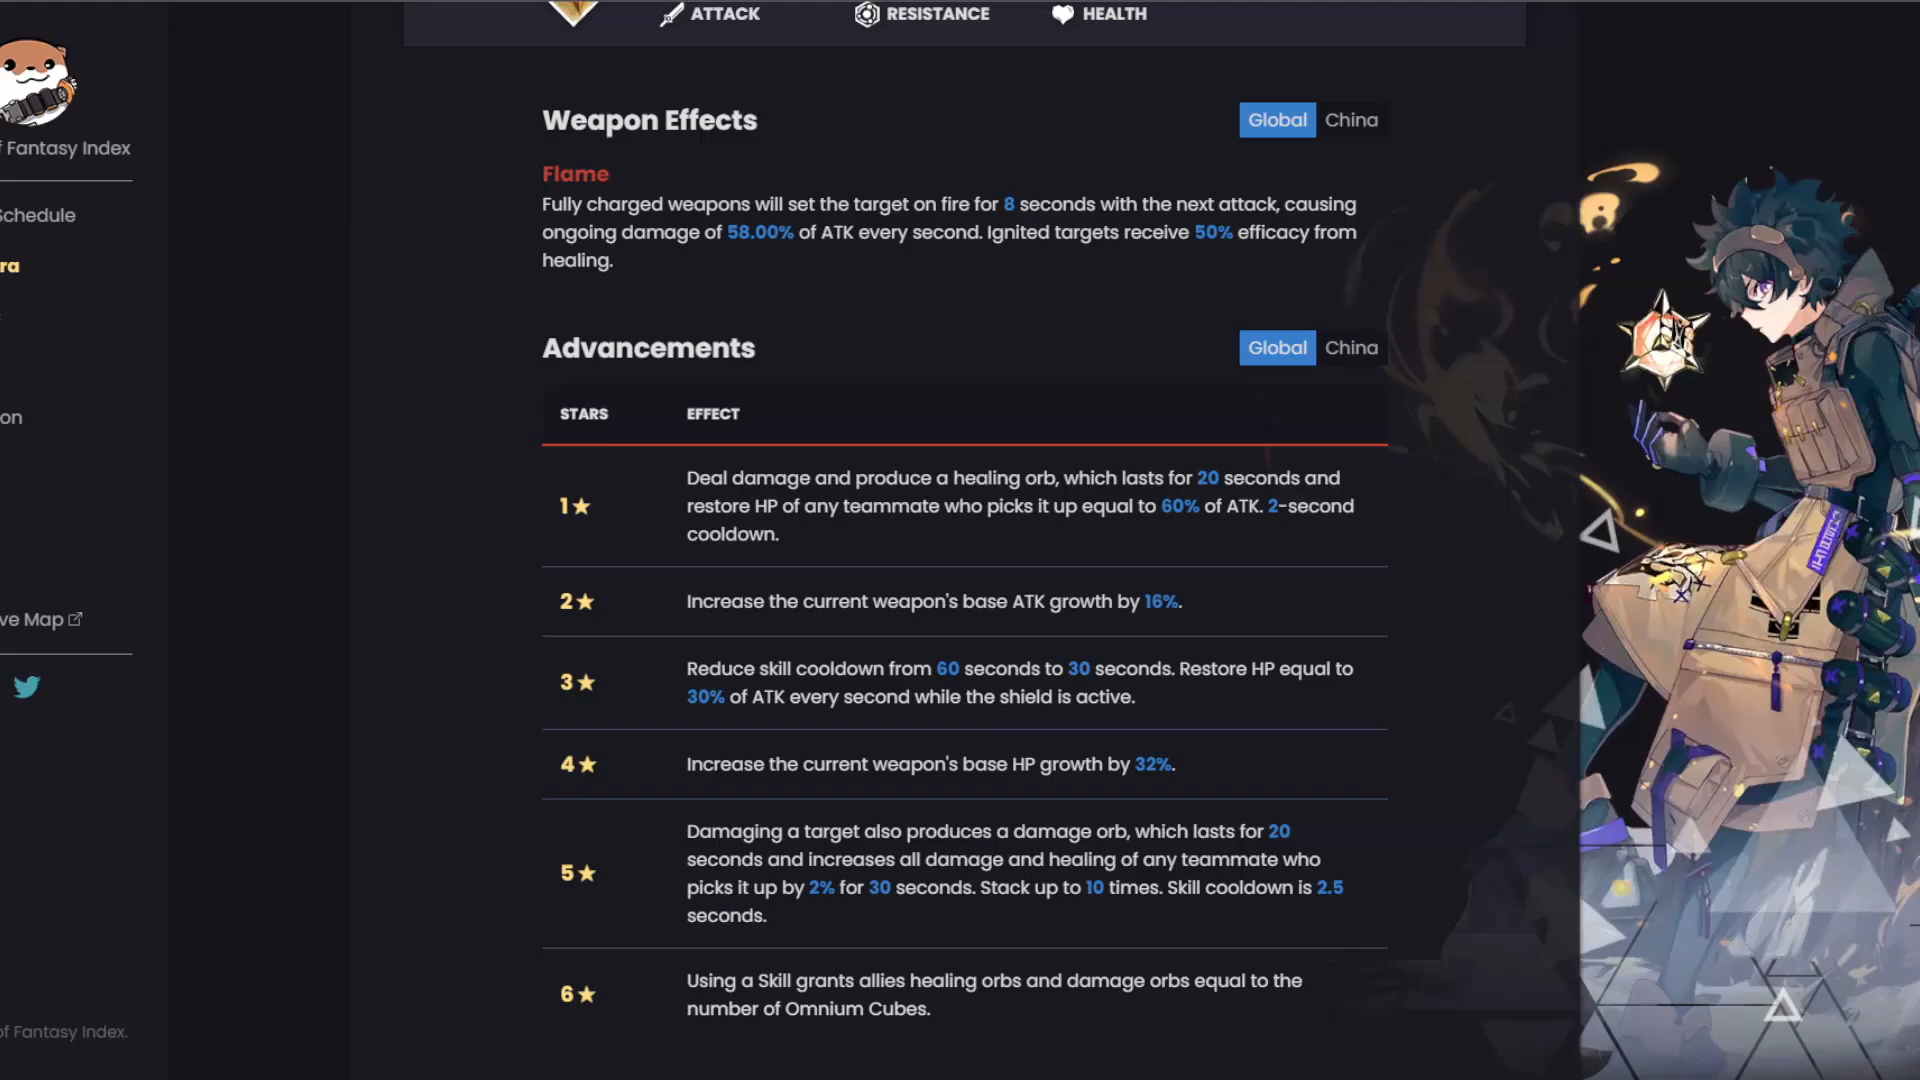 ATTACK RESISTANCE HEALTH
f Fantasy Index
Schedule
ra
on
ve Map
of Fantasy Index.
Weapon Effects
Global China
Flame
Fully charged weapons will set the target on fire for 8 seconds with the next attack, causing
ongoing damage of 58.00% of ATK every second. Ignited targets receive 50% efficacy from
healing.
Advancements
Global China
STARS EFFECT
1★ Deal damage and produce a healing orb, which lasts for 20 seconds and
restore HP of any teammate who picks it up equal to 60% of ATK. 2-second
cooldown.
2★ Increase the current weapon's base ATK growth by 16%.
3★ Reduce skill cooldown from 60 seconds to 30 seconds. Restore HP equal to
30% of ATK every second while the shield is active.
4★ Increase the current weapon's base HP growth by 32%.
5★ Damaging a target also produces a damage orb, which lasts for 20
seconds and increases all damage and healing of any teammate who
picks it up by 2% for 30 seconds. Stack up to 10 times. Skill cooldown is 2.5
seconds.
6★ Using a Skill grants allies healing orbs and damage orbs equal to the
number of Omnium Cubes.